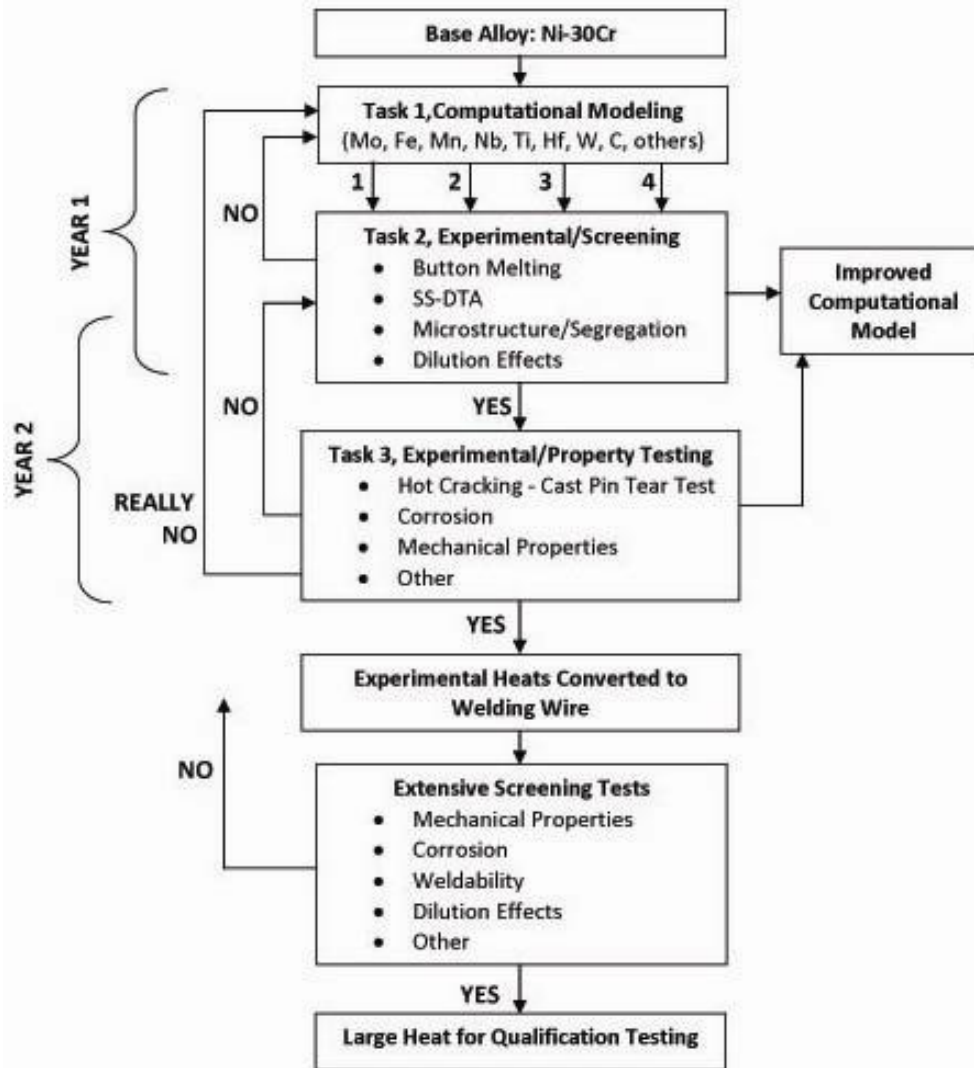 Base Alloy: Ni-30Cr
Task 1,Computational Modeling
(Mo, Fe, Mn, Nb, Ti, Hf, W, C, others)
1 2 3 4
NO
YEAR 1
Task 2, Experimental/Screening
• Button Melting
• SS-DTA
• Microstructure/Segregation
• Dilution Effects
Improved
Computational
Model
NO
YES
YEAR 2
Task 3, Experimental/Property Testing
• Hot Cracking - Cast Pin Tear Test
• Corrosion
• Mechanical Properties
• Other
REALLY
NO
YES
Experimental Heats Converted to
Welding Wire
NO
Extensive Screening Tests
• Mechanical Properties
• Corrosion
• Weldability
• Dilution Effects
• Other
YES
Large Heat for Qualification Testing